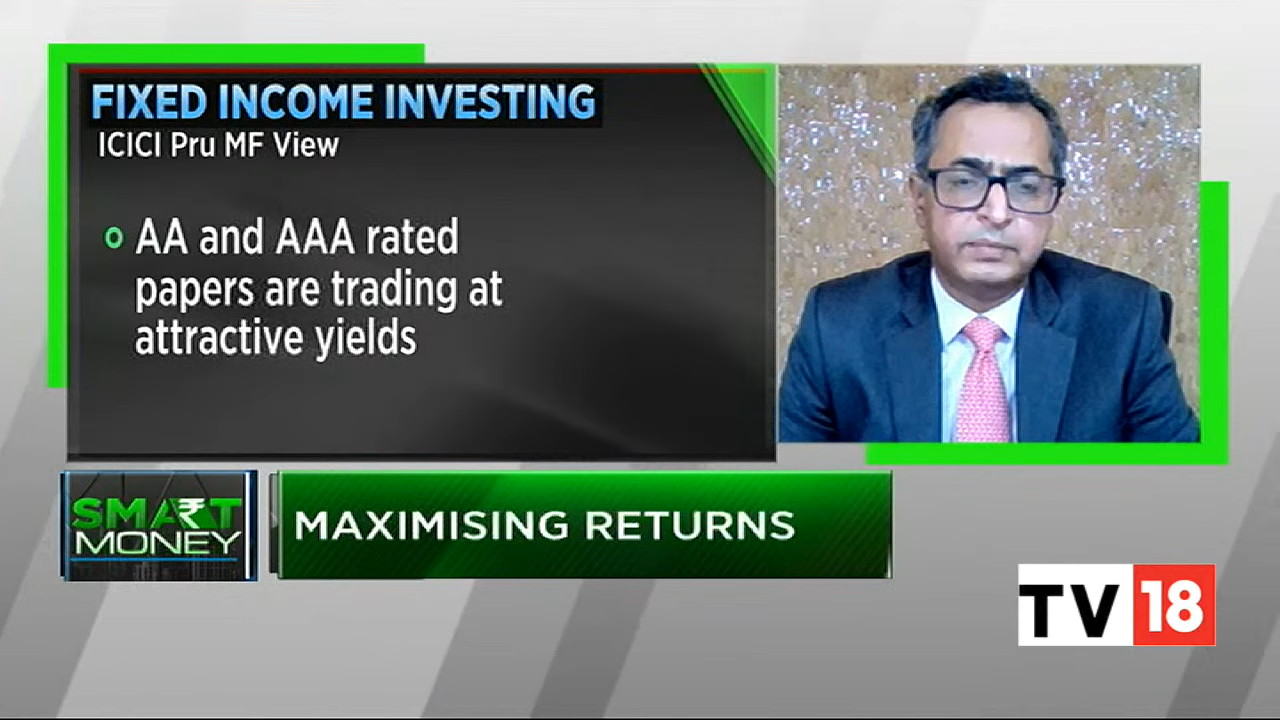 FIXED INCOME INVESTING
ICICI Pru MF View
o AA and AAA rated
papers are trading at
attractive yields
SMA₹T
MONEY
MAXIMISING RETURNS
TV18